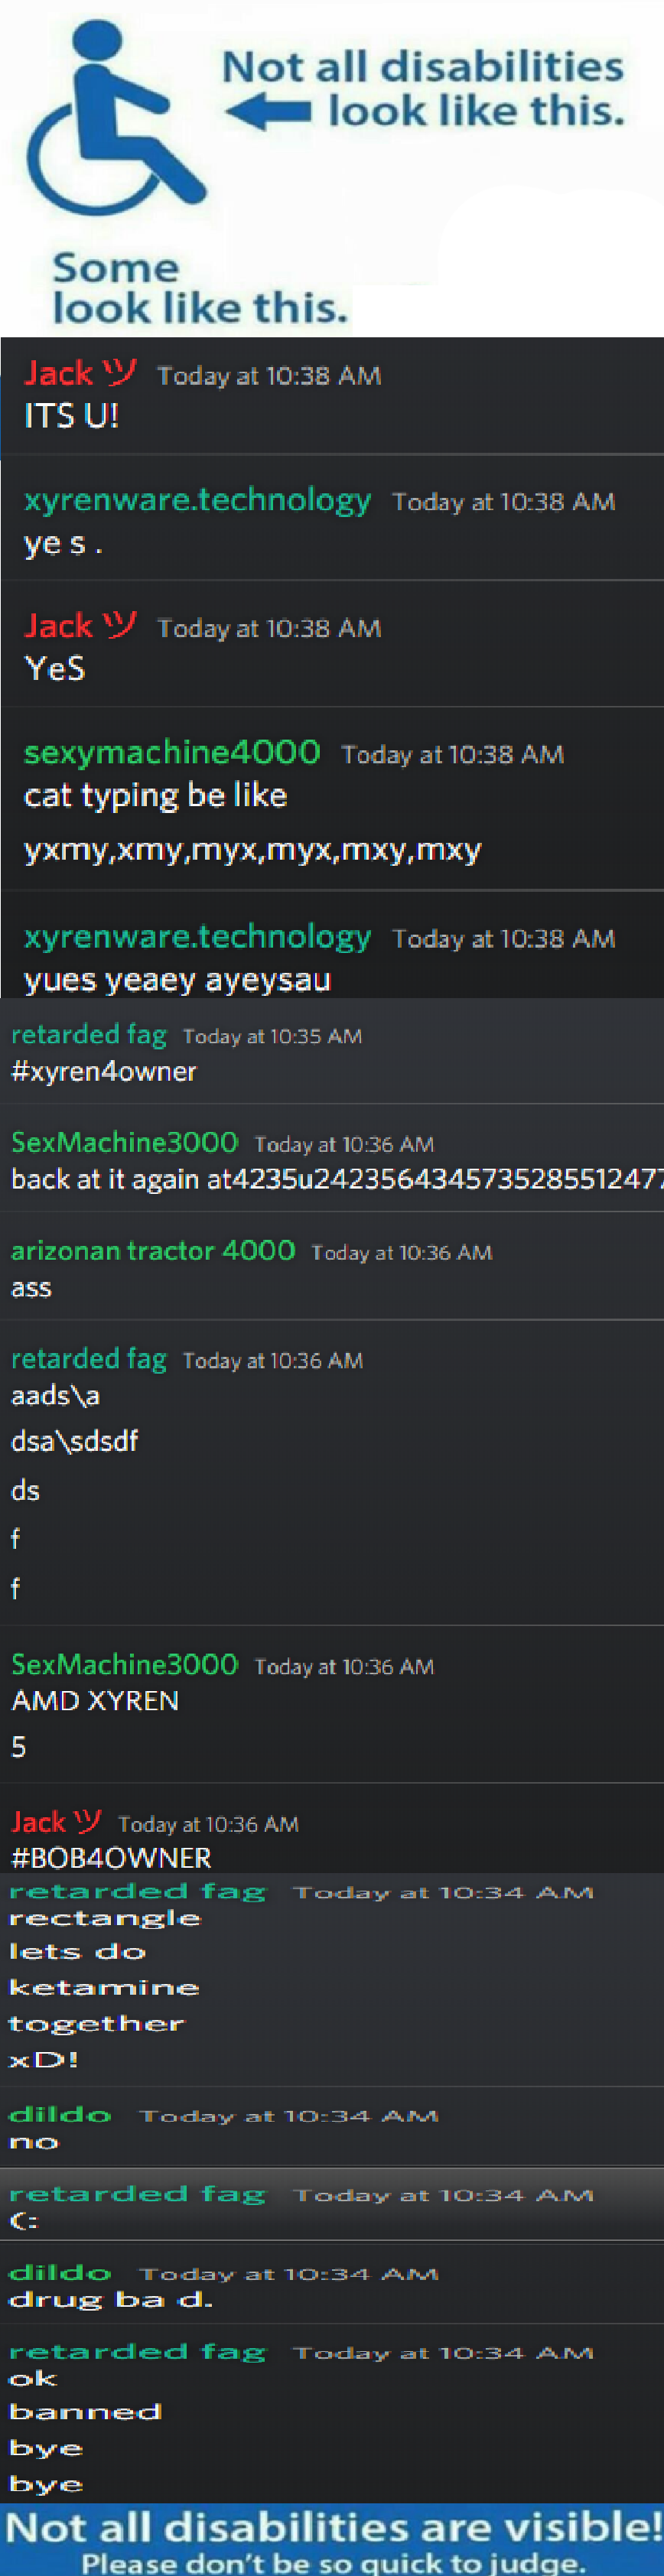 Not all disabilities
look like this.
Some
look like this.
Jack ツ Today at 10:38 AM
ITS U!
xyrenware.technology Today at 10:38 AM
ye s .
Jack ツ Today at 10:38 AM
YeS
sexymachine4000 Today at 10:38 AM
cat typing be like
yxmy,xmy,myx,myx,mxy,mxy
xyrenware.technology Today at 10:38 AM
yues yeaey ayeysau
retarded fag Today at 10:35 AM
#xyren4owner
SexMachine3000 Today at 10:36 AM
back at it again at4235u2423564345735285512477
arizonan tractor 4000 Today at 10:36 AM
ass
retarded fag Today at 10:36 AM
aads\a
dsa\sdsdf
ds
f
f
SexMachine3000 Today at 10:36 AM
AMD XYREN
5
Jack ツ Today at 10:36 AM
#BOB4OWNER
retarded fag Today at 10:34 AM
rectangle
lets do
ketamine
together
xD!
dildo Today at 10:34 AM
no
retarded fag Today at 10:34 AM
(:
dildo Today at 10:34 AM
drug ba d.
retarded fag Today at 10:34 AM
ok
banned
bye
bye
Not all disabilities are visible!
Please don't be so quick to judge.